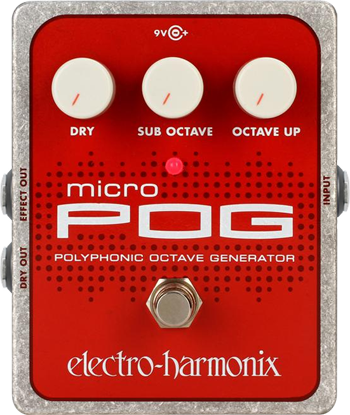 9V +
DRY SUB OCTAVE OCTAVE UP
EFFECT OUT
INPUT
micro
POG
POLYPHONIC OCTAVE GENERATOR
DRY OUT
electro-harmonix